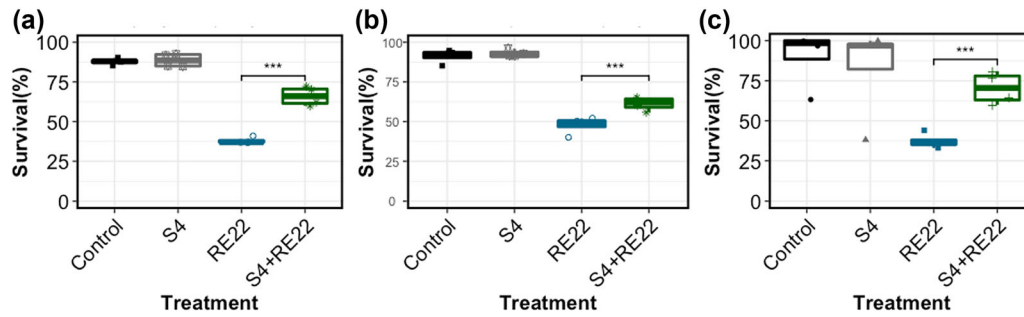 (a)
Survival(%)
100
75
50
25
0
***
Control
S4
RE22
S4+RE22
Treatment
(b)
Survival(%)
100
75
50
25
0
***
Control
S4
RE22
S4+RE22
Treatment
(c)
Survival(%)
100
75
50
25
0
***
Control
S4
RE22
S4+RE22
Treatment